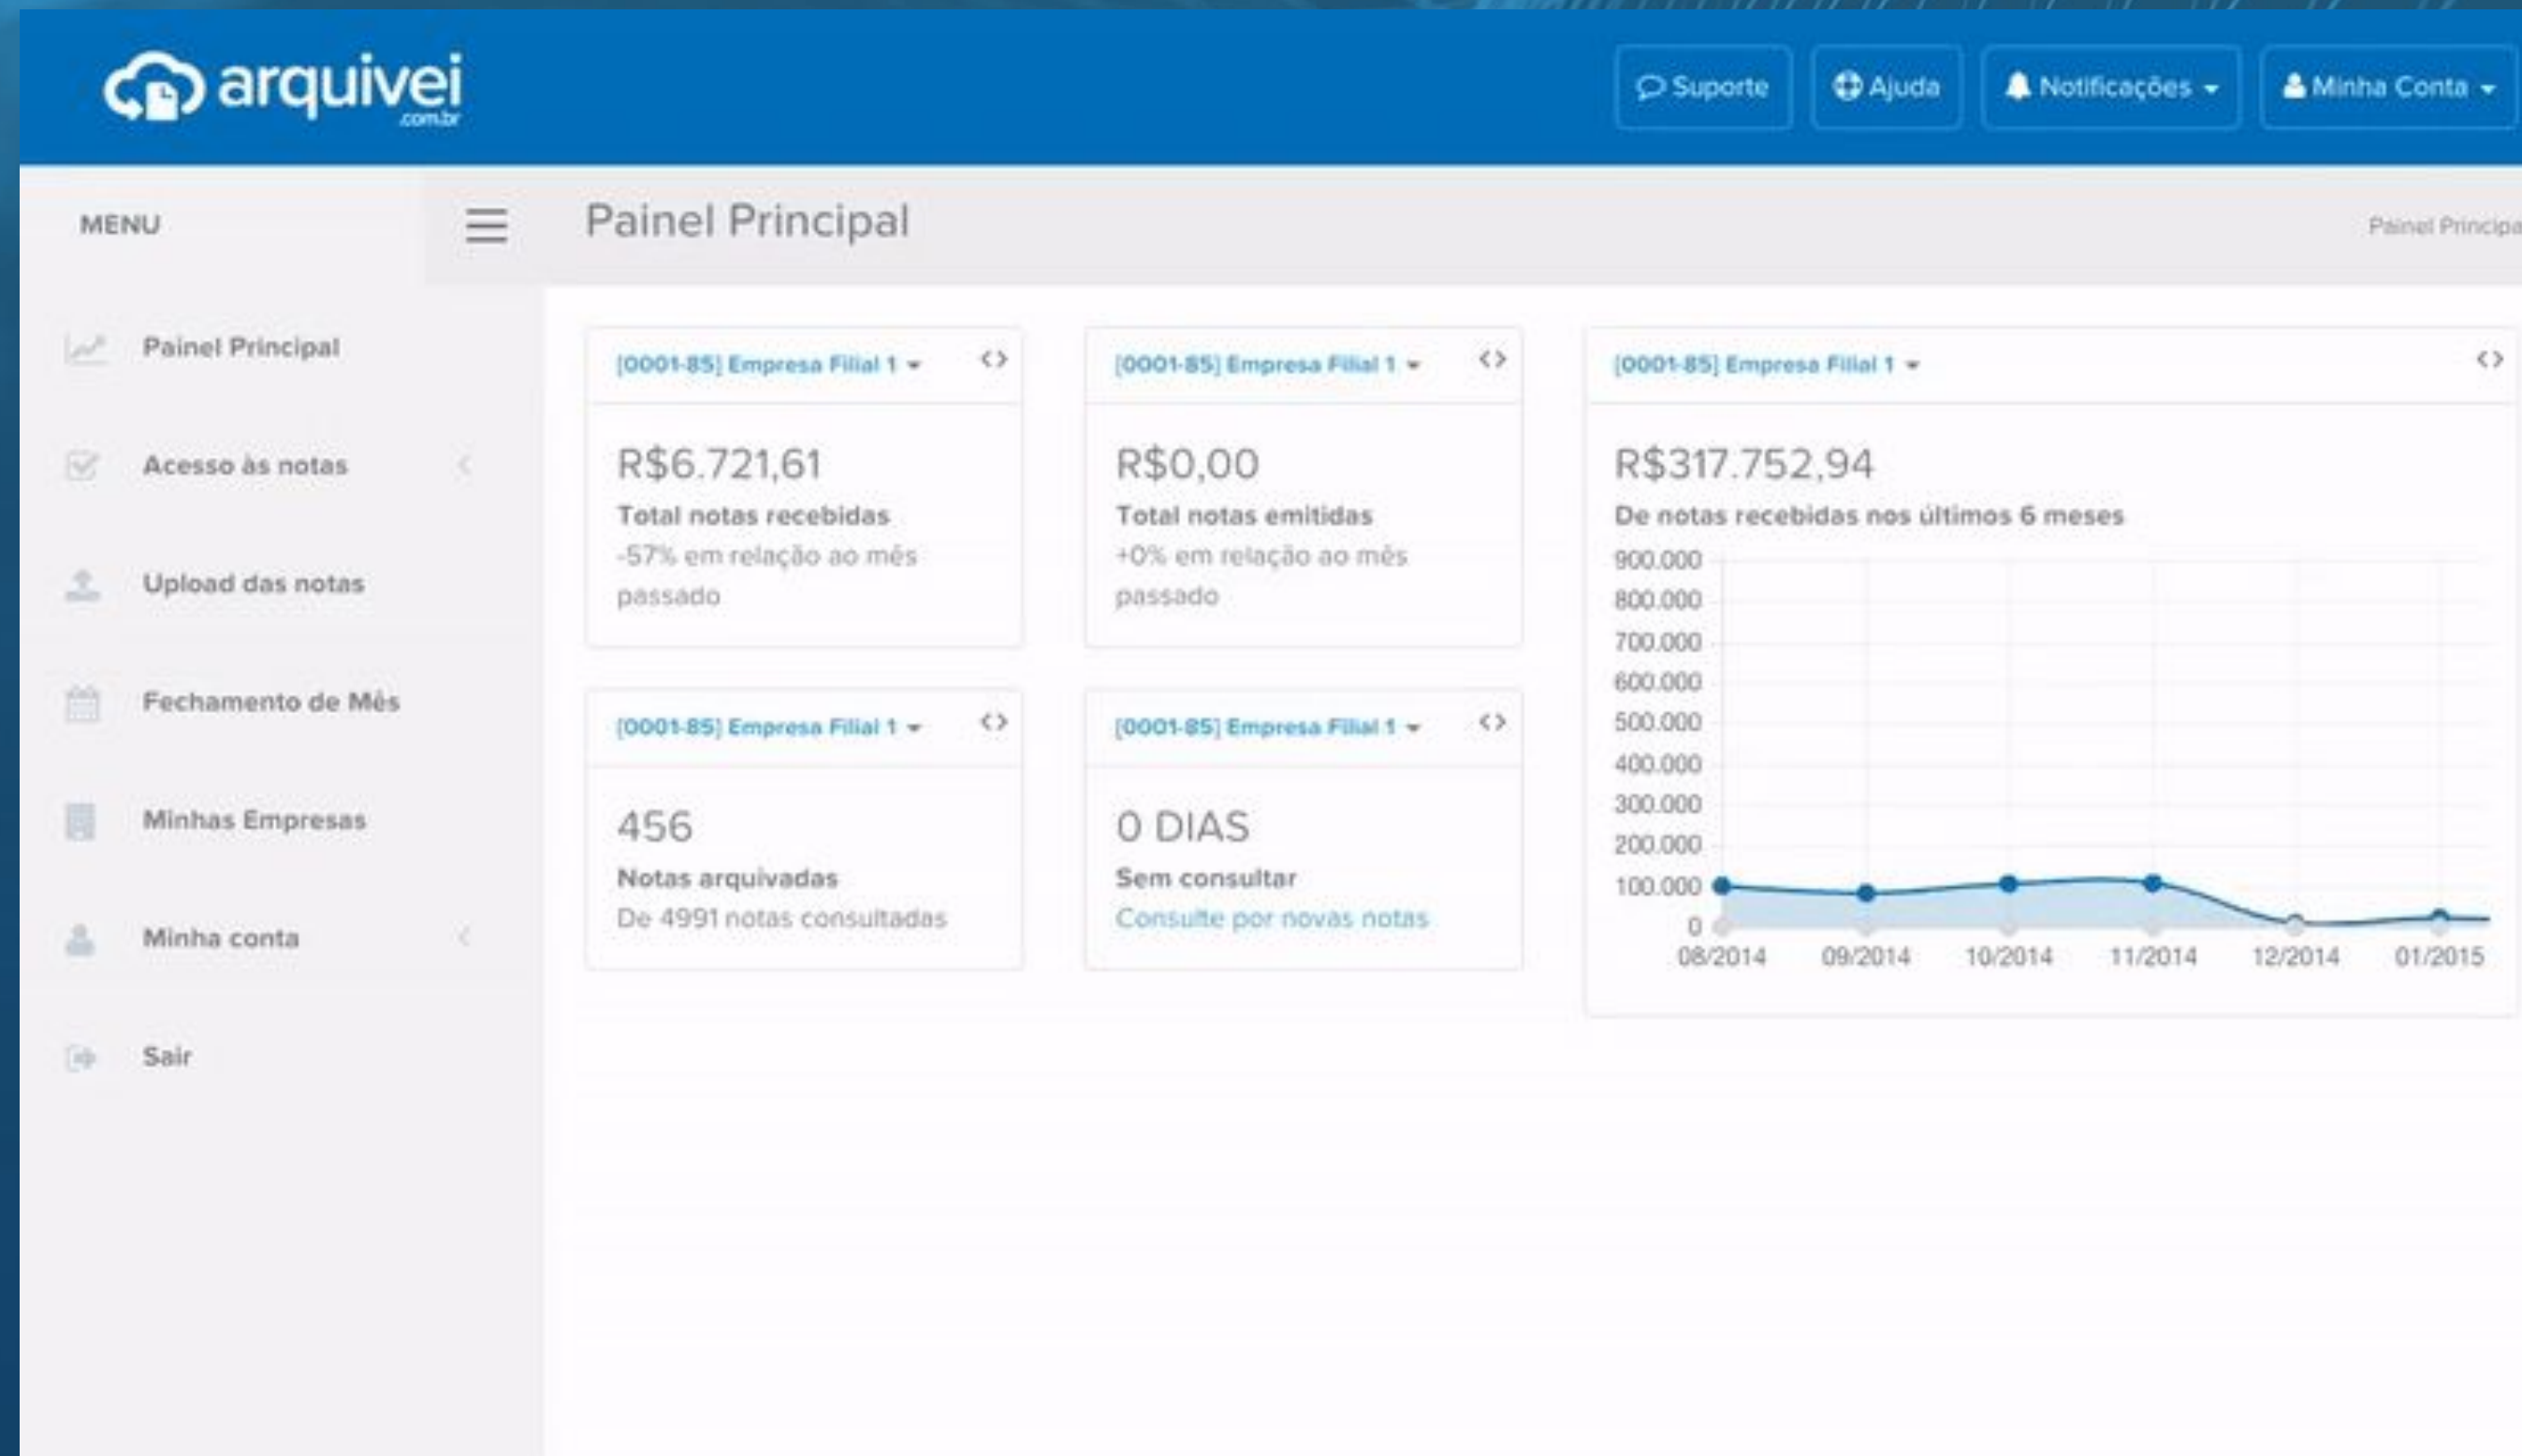 arquivei
.com.br
Suporte
Ajuda
Notificações
Minha Conta
MENU
Painel Principal
Painel Principa
Painel Principal
Acesso às notas
Upload das notas
Fechamento de Mês
Minhas Empresas
Minha conta
Sair
[0001-85] Empresa Filial 1
R$6.721,61
Total notas recebidas
-57% em relação ao mês
passado
[0001-85] Empresa Filial 1
R$0,00
Total notas emitidas
+0% em relação ao mês
passado
[0001-85] Empresa Filial 1
456
Notas arquivadas
De 4991 notas consultadas
[0001-85] Empresa Filial 1
0 DIAS
Sem consultar
Consulte por novas notas
[0001-85] Empresa Filial 1
R$317.752,94
De notas recebidas nos últimos 6 meses
900.000
800.000
700.000
600.000
500.000
400.000
300.000
200.000
100.000
0
08/2014 09/2014 10/2014 11/2014 12/2014 01/2015